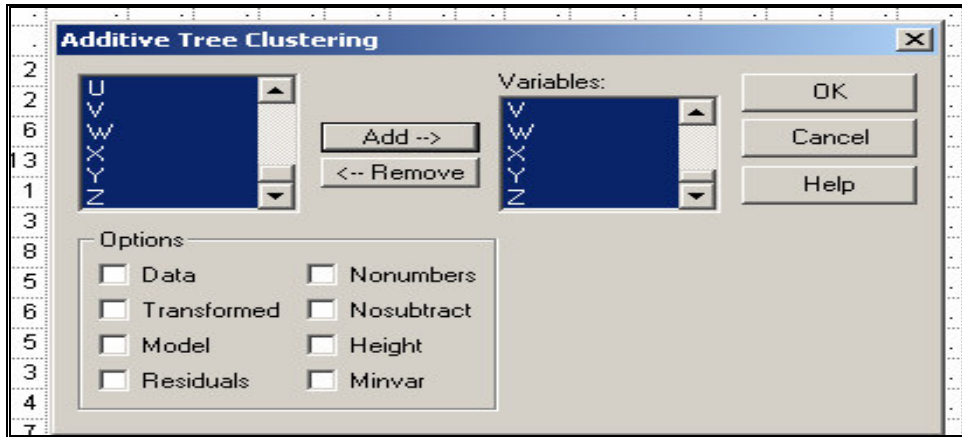 Additive Tree Clustering
2
2
6
13
1
3
8
5
6
5
3
4
7
U
V
W
X
Y
Z
Add -->
<-- Remove
Variables:
V
W
X
Y
Z
OK
Cancel
Help
Options
Data
Nonumbers
Transformed
Nosubtract
Model
Height
Residuals
Minvar